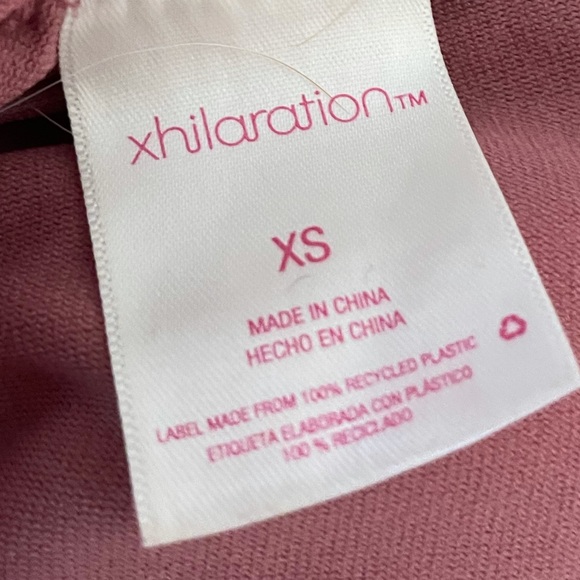 xhilaration™
XS
MADE IN CHINA
HECHO EN CHINA
LABEL MADE FROM 100% RECYCLED PLASTIC
ETIQUETA ELABORADA CON PLÁSTICO
100 % RECICLADO